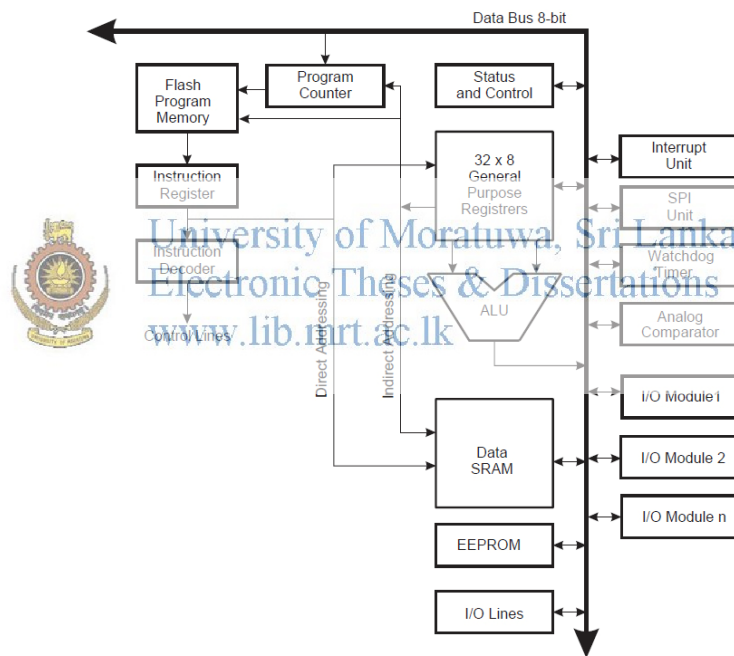 Data Bus 8-bit
Flash
Program
Memory
Program
Counter
Status
and Control
Instruction
Register
32 x 8
General
Purpose
Registrers
Interrupt
Unit
SPI
Unit
University of Moratuwa, Sri Lanka
Instruction
Decoder
Watchdog
Timer
Electronic Theses & Dissertations
ALU
Analog
Comparator
www.lib.mrt.ac.lk
Control Lines
Direct Addressing
Indirect Addressing
I/O Module1
Data
SRAM
I/O Module 2
I/O Module n
EEPROM
I/O Lines